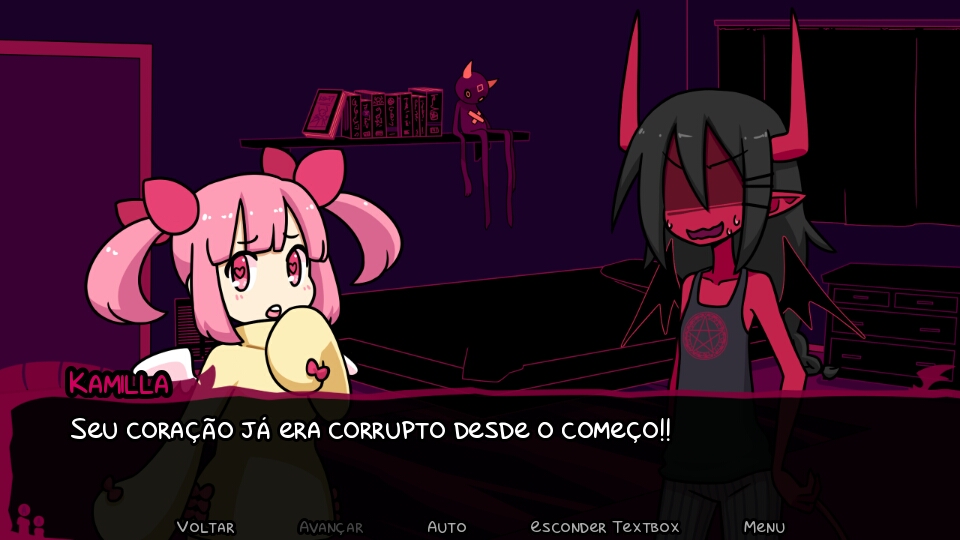 KAMILLA
SEU CORAÇÃO JÁ ERA CORRUPTO DESDE O COMEÇO!!
VOLTAR AVANÇAR AUTO ESCONDER TEXTBOX MENU